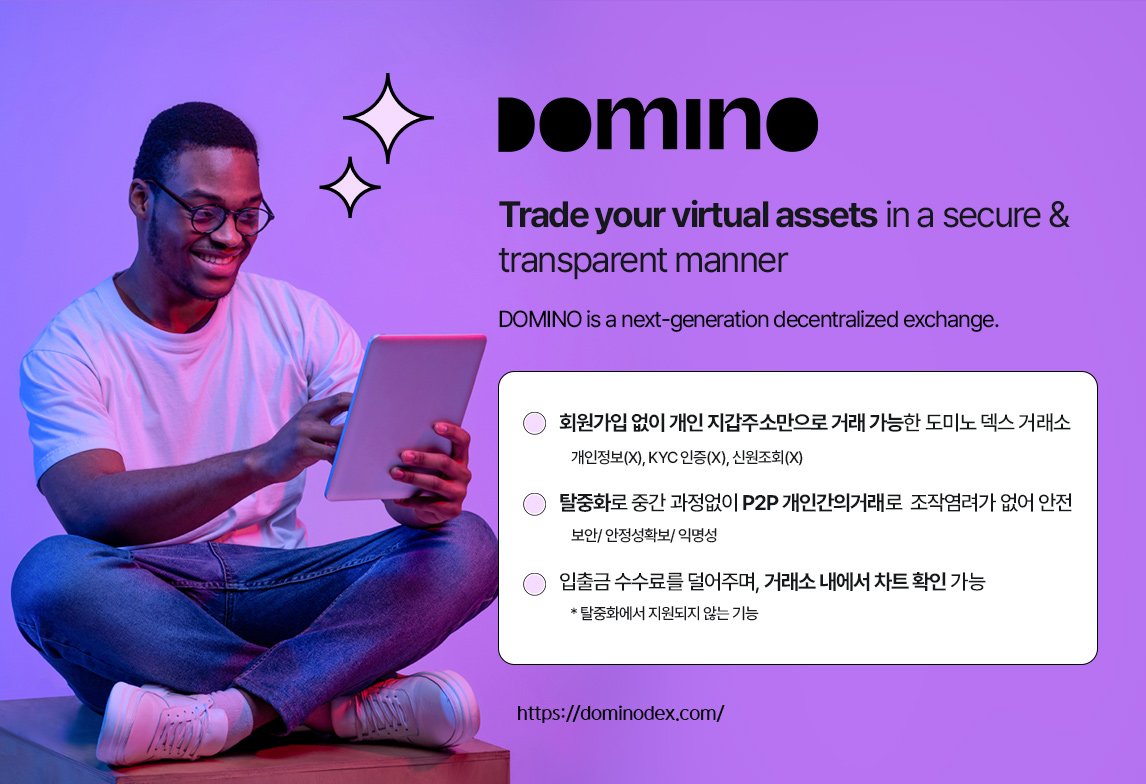 DOMINO
Trade your virtual assets in a secure &
transparent manner
DOMINO is a next-generation decentralized exchange.
회원가입 없이 개인 지갑주소만으로 거래 가능한 도미노 덱스 거래소
개인정보(X), KYC 인증(X), 신원조회(X)
탈중화로 중간 과정없이 P2P 개인간의거래로 조작염려가 없어 안전
보안/ 안정성확보/ 익명성
입출금 수수료를 덜어주며, 거래소 내에서 차트 확인 가능
* 탈중화에서 지원되지 않는 기능
https://dominodex.com/